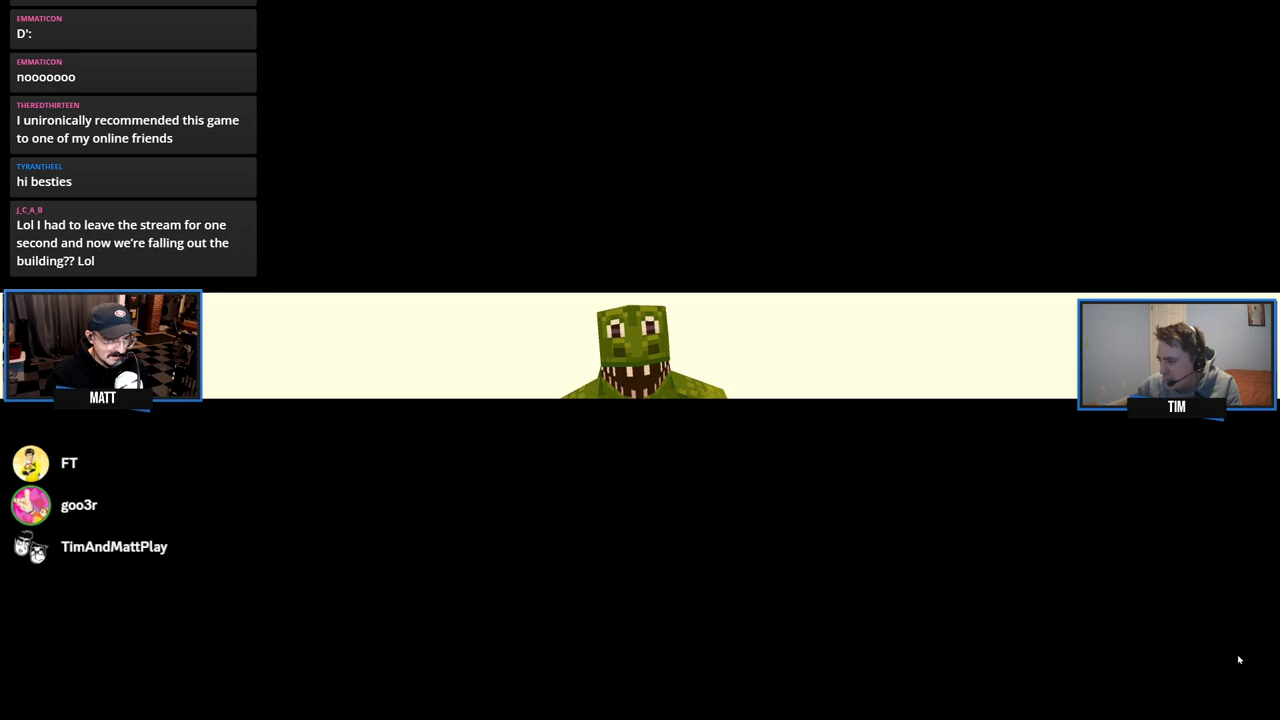 EMMATICON
D':
EMMATICON
nooooooo
THEREDTHIRTEEN
I unironically recommended this game
to one of my online friends
TYRANTHEEL
hi besties
J_C_A_B
Lol I had to leave the stream for one
second and now we're falling out the
building?? Lol
MATT
TIM
FT
goo3r
TimAndMattPlay